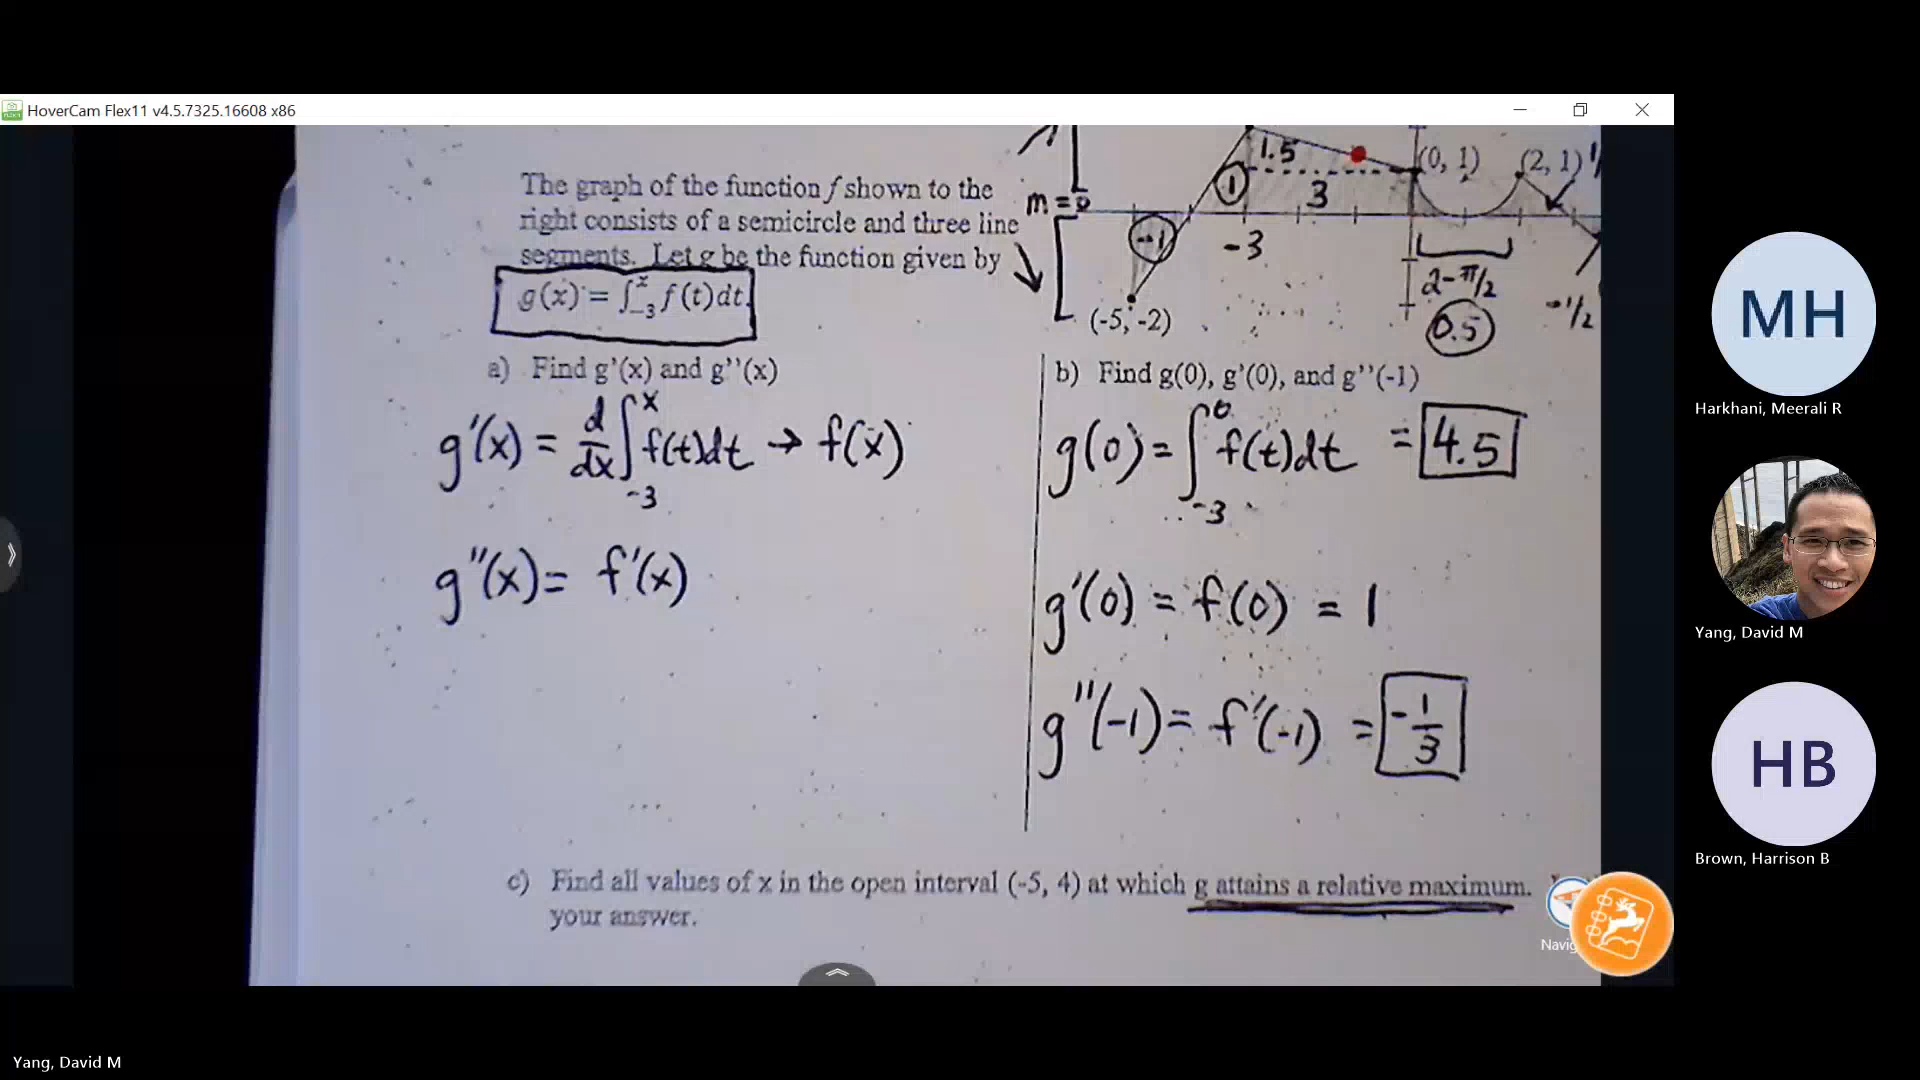 HoverCam Flex11 v4.5.7325.16608 x86
The graph of the function f shown to the
right consists of a semicircle and three line
segments. Let g be the function given by
g(x) = ∫_{-3}^{x} f(t)dt.
m =
1.5
3
1
-1
-3
(-5, -2)
(0, 1)
(2, 1)
2-π/2
0.5
-1/2
a) Find g'(x) and g''(x)
g'(x) = d/dx ∫_{-3}^{x} f(t)dt → f(x)
g''(x) = f'(x)
b) Find g(0), g'(0), and g''(-1)
g(0) = ∫_{-3}^{0} f(t)dt = 4.5
g'(0) = f(0) = 1
g''(-1) = f'(-1) = -1/3
c) Find all values of x in the open interval (-5, 4) at which g attains a relative maximum.
your answer.
MH
Harkhani, Meerali R
Yang, David M
HB
Brown, Harrison B
Yang, David M